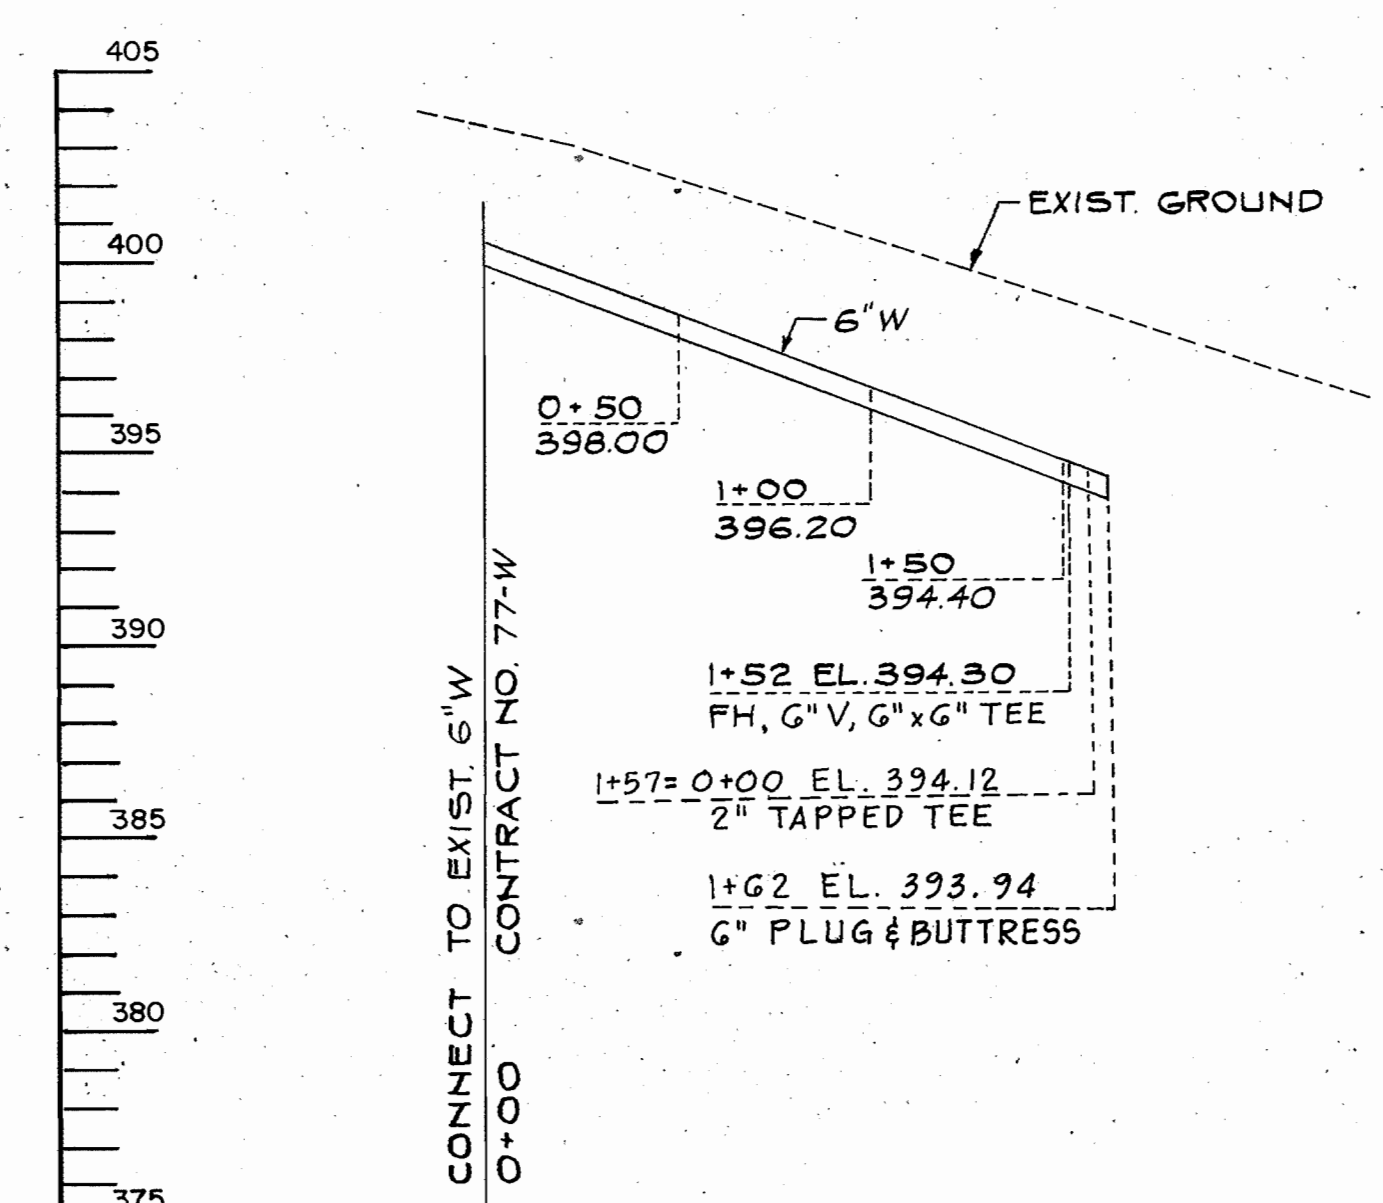 405
400
395
390
385
380
375
EXIST. GROUND
6"W
0+50
398.00
1+00
396.20
1+50
394.40
1+52 EL.394.30
FH, 6"V, 6"x6" TEE
1+57=0+00 EL. 394.12
2" TAPPED TEE
1+62 EL. 393.94
6" PLUG & BUTTRESS
CONNECT TO EXIST. 6"W
0+00 CONTRACT NO. 77-W